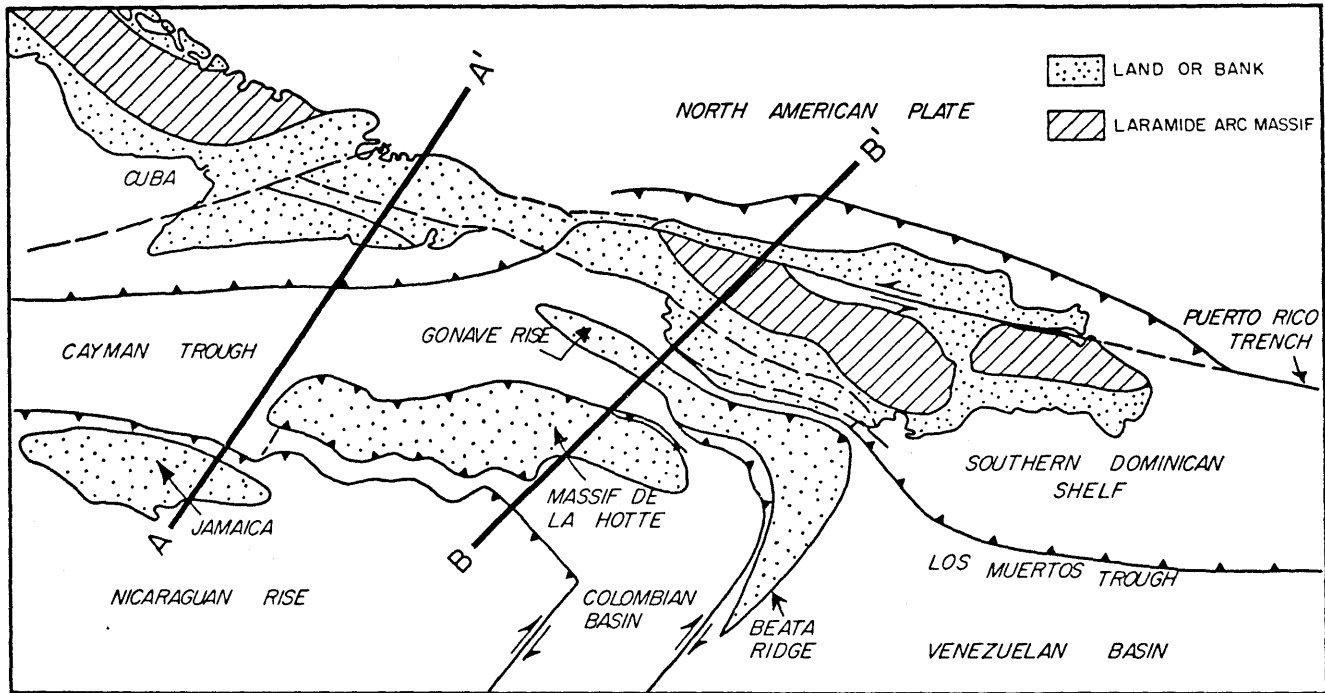 A'
LAND OR BANK
NORTH AMERICAN PLATE
LARAMIDE ARC MASSIF
B'
CUBA
PUERTO RICO
TRENCH
GONAVE RISE
CAYMAN TROUGH
SOUTHERN DOMINICAN
SHELF
MASSIF DE
LA HOTTE
JAMAICA
A
B
LOS MUERTOS TROUGH
NICARAGUAN RISE
COLOMBIAN
BASIN
BEATA
RIDGE
VENEZUELAN BASIN